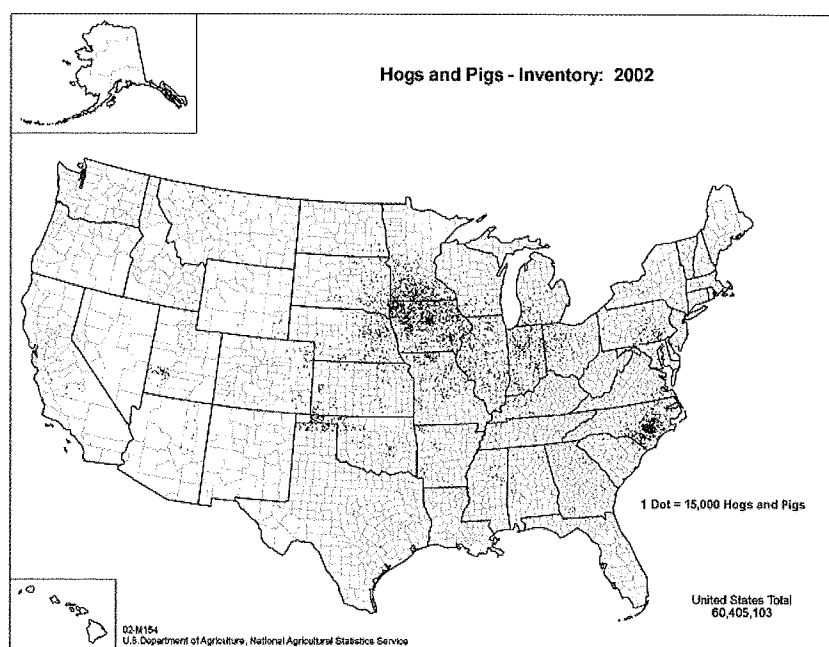 Hogs and Pigs - Inventory: 2002
1 Dot = 15,000 Hogs and Pigs
United States Total
60,405,103
02-M154
U.S. Department of Agriculture, National Agricultural Statistics Service